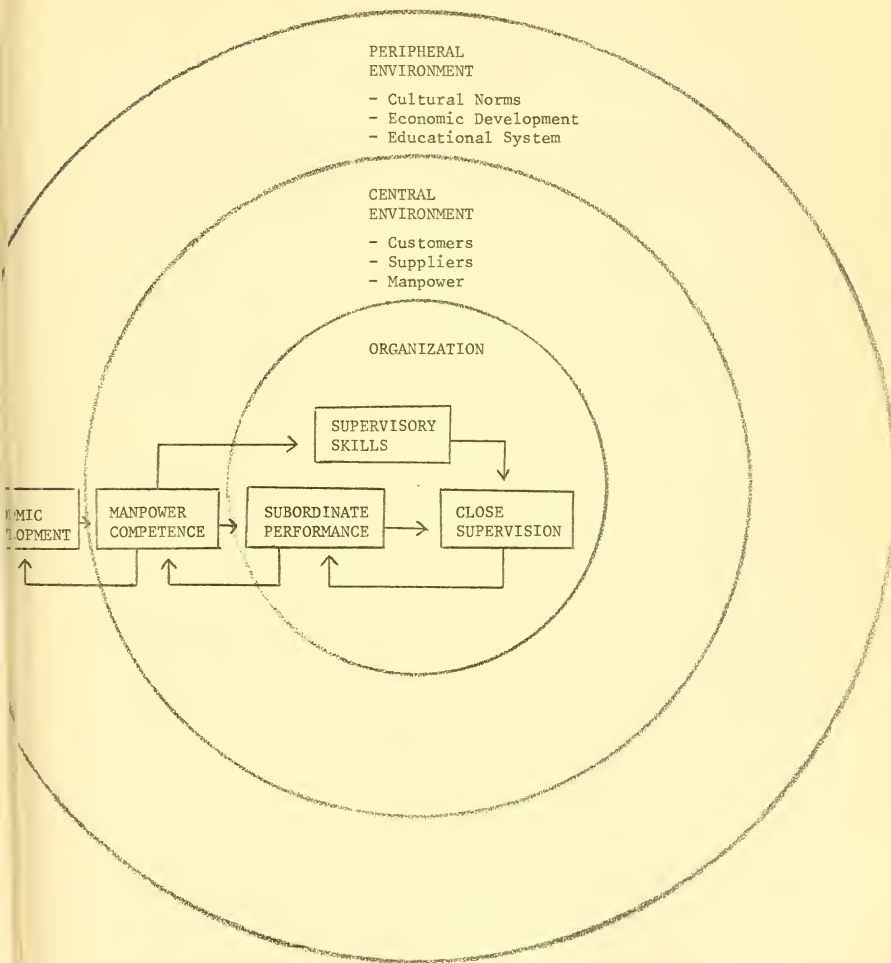 PERIPHERAL
ENVIRONMENT
- Cultural Norms
- Economic Development
- Educational System
CENTRAL
ENVIRONMENT
- Customers
- Suppliers
- Manpower
ORGANIZATION
SUPERVISORY
SKILLS
MANPOWER
COMPETENCE
SUBORDINATE
PERFORMANCE
CLOSE
SUPERVISION